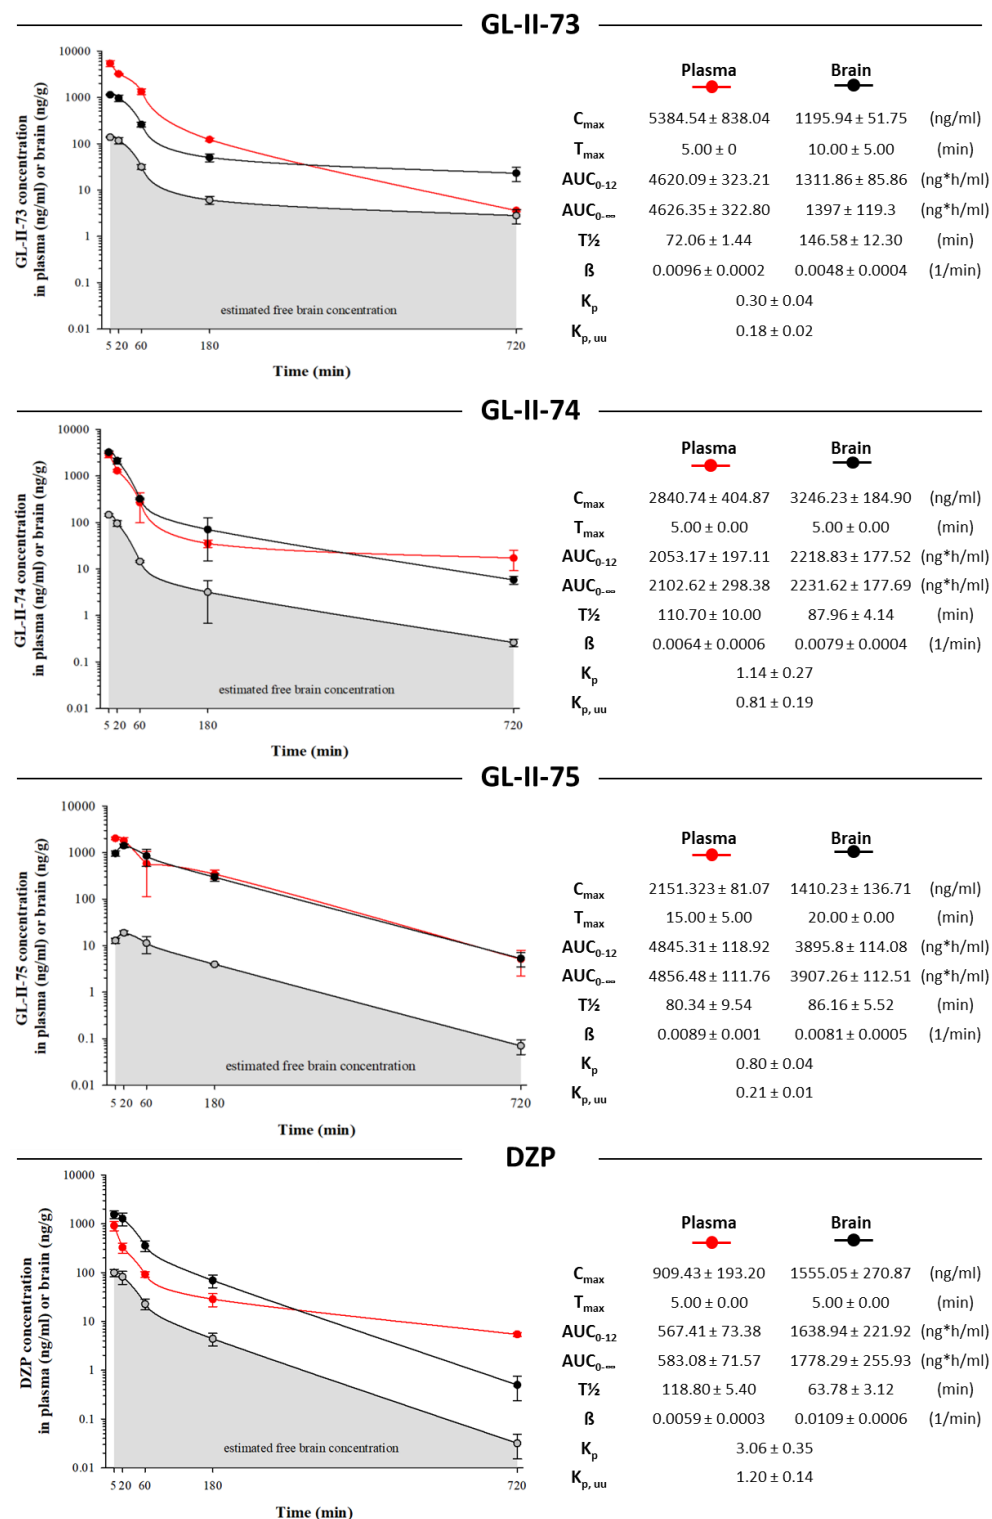 GL-II-73
GL-II-73 concentration
in plasma (ng/ml) or brain (ng/g)
10000
1000
100
10
1
0.1
0.01
estimated free brain concentration
5 20 60 180 720
Time (min)
Plasma Brain
Cmax 5384.54 ± 838.04 1195.94 ± 51.75 (ng/ml)
Tmax 5.00 ± 0 10.00 ± 5.00 (min)
AUC0-12 4620.09 ± 323.21 1311.86 ± 85.86 (ng*h/ml)
AUC0-∞ 4626.35 ± 322.80 1397 ± 119.3 (ng*h/ml)
T½ 72.06 ± 1.44 146.58 ± 12.30 (min)
ß 0.0096 ± 0.0002 0.0048 ± 0.0004 (1/min)
Kp 0.30 ± 0.04
Kp, uu 0.18 ± 0.02
GL-II-74
GL-II-74 concentration
in plasma (ng/ml) or brain (ng/g)
10000
1000
100
10
1
0.1
0.01
estimated free brain concentration
5 20 60 180 720
Time (min)
Plasma Brain
Cmax 2840.74 ± 404.87 3246.23 ± 184.90 (ng/ml)
Tmax 5.00 ± 0.00 5.00 ± 0.00 (min)
AUC0-12 2053.17 ± 197.11 2218.83 ± 177.52 (ng*h/ml)
AUC0-∞ 2102.62 ± 298.38 2231.62 ± 177.69 (ng*h/ml)
T½ 110.70 ± 10.00 87.96 ± 4.14 (min)
ß 0.0064 ± 0.0006 0.0079 ± 0.0004 (1/min)
Kp 1.14 ± 0.27
Kp, uu 0.81 ± 0.19
GL-II-75
GL-II-75 concentration
in plasma (ng/ml) or brain (ng/g)
10000
1000
100
10
1
0.1
0.01
estimated free brain concentration
5 20 60 180 720
Time (min)
Plasma Brain
Cmax 2151.323 ± 81.07 1410.23 ± 136.71 (ng/ml)
Tmax 15.00 ± 5.00 20.00 ± 0.00 (min)
AUC0-12 4845.31 ± 118.92 3895.8 ± 114.08 (ng*h/ml)
AUC0-∞ 4856.48 ± 111.76 3907.26 ± 112.51 (ng*h/ml)
T½ 80.34 ± 9.54 86.16 ± 5.52 (min)
ß 0.0089 ± 0.001 0.0081 ± 0.0005 (1/min)
Kp 0.80 ± 0.04
Kp, uu 0.21 ± 0.01
DZP
DZP concentration
in plasma (ng/ml) or brain (ng/g)
10000
1000
100
10
1
0.1
0.01
estimated free brain concentration
5 20 60 180 720
Time (min)
Plasma Brain
Cmax 909.43 ± 193.20 1555.05 ± 270.87 (ng/ml)
Tmax 5.00 ± 0.00 5.00 ± 0.00 (min)
AUC0-12 567.41 ± 73.38 1638.94 ± 221.92 (ng*h/ml)
AUC0-∞ 583.08 ± 71.57 1778.29 ± 255.93 (ng*h/ml)
T½ 118.80 ± 5.40 63.78 ± 3.12 (min)
ß 0.0059 ± 0.0003 0.0109 ± 0.0006 (1/min)
Kp 3.06 ± 0.35
Kp, uu 1.20 ± 0.14